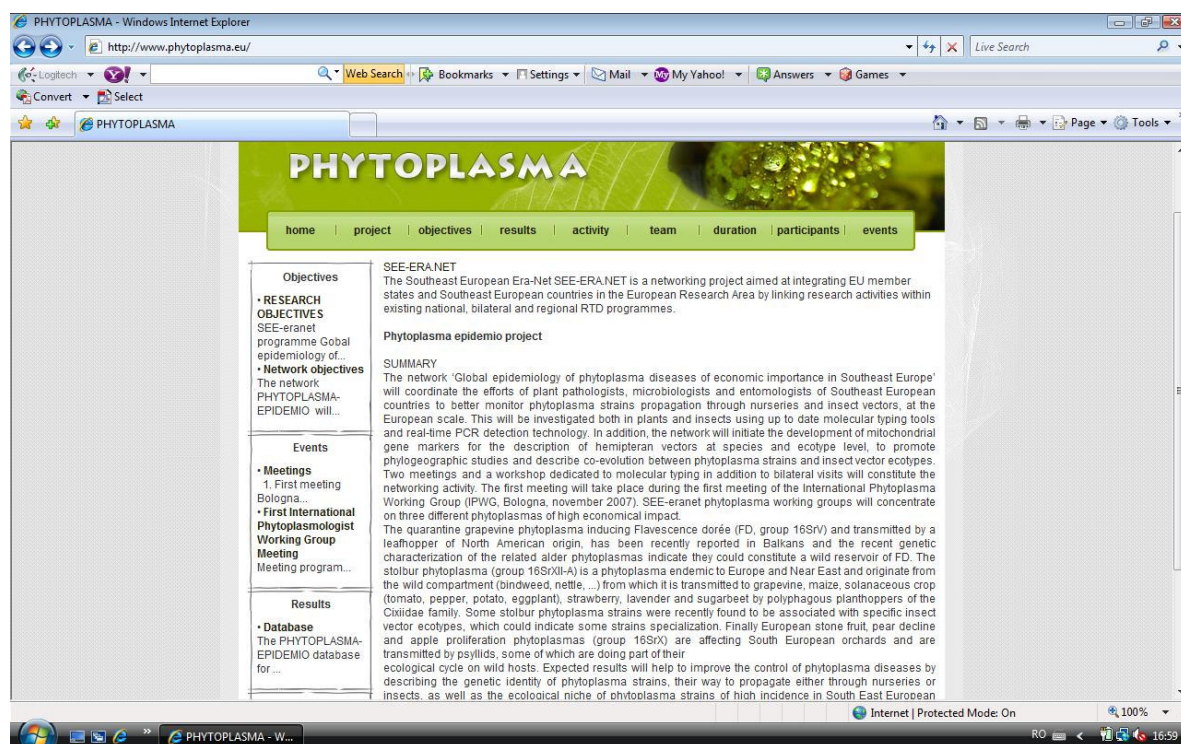 PHYTOPLASMA - Windows Internet Explorer
http://www.phytoplasma.eu/
Live Search
Logitech
Web Search
Bookmarks
Settings
Mail
My Yahoo!
Answers
Games
Convert
Select
PHYTOPLASMA
Page
Tools
PHYTOPLASMA
home | project | objectives | results | activity | team | duration | participants | events
Objectives
• RESEARCH
OBJECTIVES
SEE-eranet
programme Gobal
epidemiology of...
• Network objectives
The network
PHYTOPLASMA-
EPIDEMIO will...
Events
• Meetings
1. First meeting
Bologna...
• First International
Phytoplasmologist
Working Group
Meeting
Meeting program...
Results
• Database
The PHYTOPLASMA-
EPIDEMIO database
for ...
SEE-ERA.NET
The Southeast European Era-Net SEE-ERA.NET is a networking project aimed at integrating EU member
states and Southeast European countries in the European Research Area by linking research activities within
existing national, bilateral and regional RTD programmes.
Phytoplasma epidemio project
SUMMARY
The network 'Global epidemiology of phytoplasma diseases of economic importance in Southeast Europe'
will coordinate the efforts of plant pathologists, microbiologists and entomologists of Southeast European
countries to better monitor phytoplasma strains propagation through nurseries and insect vectors, at the
European scale. This will be investigated both in plants and insects using up to date molecular typing tools
and real-time PCR detection technology. In addition, the network will initiate the development of mitochondrial
gene markers for the description of hemipteran vectors at species and ecotype level, to promote
phylogeographic studies and describe co-evolution between phytoplasma strains and insect vector ecotypes.
Two meetings and a workshop dedicated to molecular typing in addition to bilateral visits will constitute the
networking activity. The first meeting will take place during the first meeting of the International Phytoplasma
Working Group (IPWG, Bologna, november 2007). SEE-eranet phytoplasma working groups will concentrate
on three different phytoplasmas of high economical impact.
The quarantine grapevine phytoplasma inducing Flavescence dorée (FD, group 16SrV) and transmitted by a
leafhopper of North American origin, has been recently reported in Balkans and the recent genetic
characterization of the related alder phytoplasmas indicate they could constitute a wild reservoir of FD. The
stolbur phytoplasma (group 16SrXII-A) is a phytoplasma endemic to Europe and Near East and originate from
the wild compartment (bindweed, nettle, ...) from which it is transmitted to grapevine, maize, solanaceous crop
(tomato, pepper, potato, eggplant), strawberry, lavender and sugarbeet by polyphagous planthoppers of the
Cixiidae family. Some stolbur phytoplasma strains were recently found to be associated with specific insect
vector ecotypes, which could indicate some strains specialization. Finally European stone fruit, pear decline
and apple proliferation phytoplasmas (group 16SrX) are affecting South European orchards and are
transmitted by psyllids, some of which are doing part of their
ecological cycle on wild hosts. Expected results will help to improve the control of phytoplasma diseases by
describing the genetic identity of phytoplasma strains, their way to propagate either through nurseries or
insects, as well as the ecological niche of phytoplasma strains of high incidence in South East European
Internet | Protected Mode: On
100%
PHYTOPLASMA - W...
RO
16:59